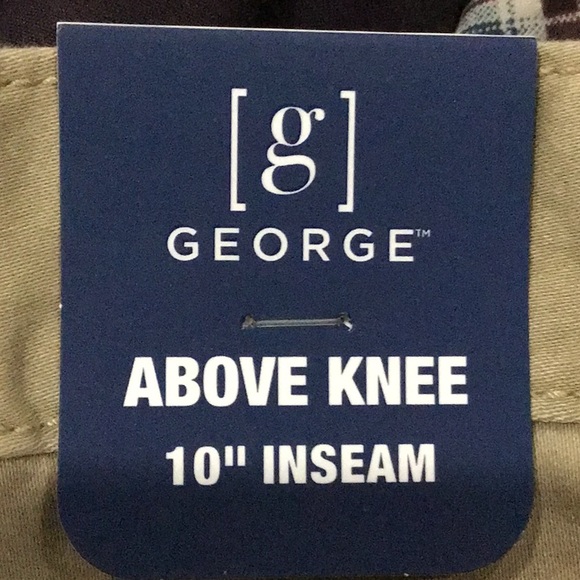 [g]
GEORGE™
ABOVE KNEE
10" INSEAM